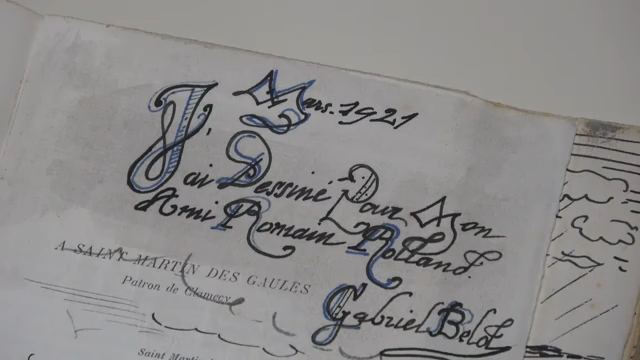 Mars. 1921
J'ai Dessiné Pour Mon
Ami Romain Rolland.
Gabriel Belot
A SAINT MARTIN DES GAULES
Patron de Clamecy
Saint Martin